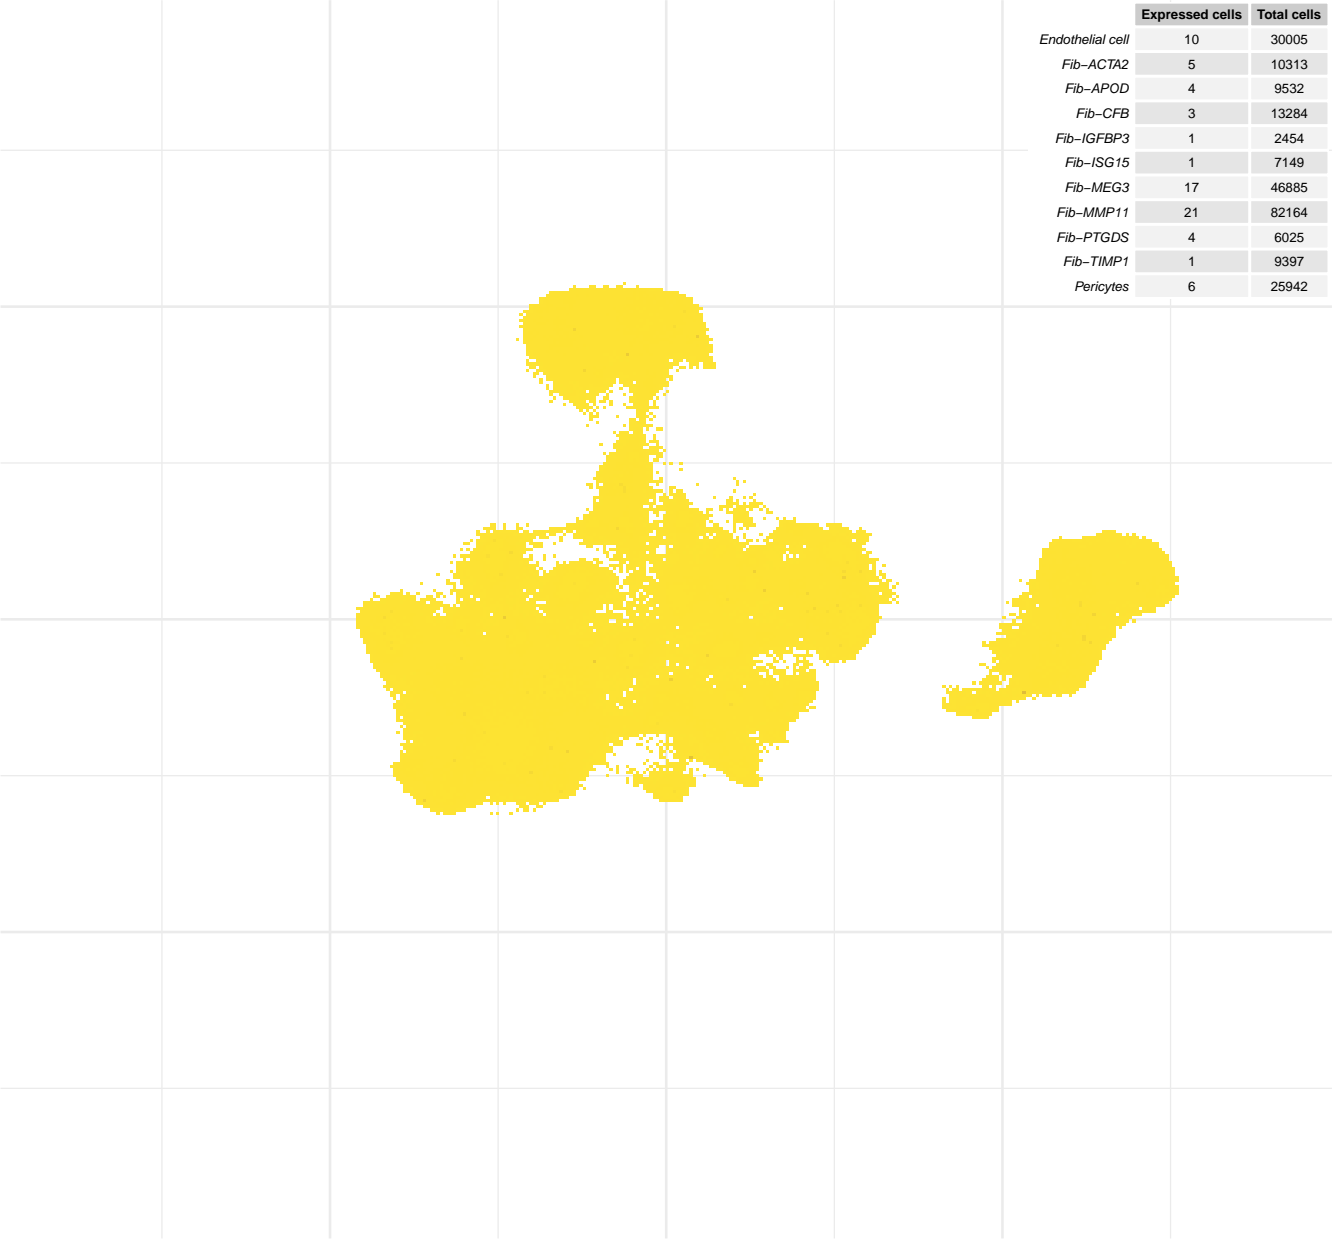 Expressed cells Total cells
Endothelial cell 10 30005
Fib−ACTA2 5 10313
Fib−APOD 4 9532
Fib−CFB 3 13284
Fib−IGFBP3 1 2454
Fib−ISG15 1 7149
Fib−MEG3 17 46885
Fib−MMP11 21 82164
Fib−PTGDS 4 6025
Fib−TIMP1 1 9397
Pericytes 6 25942